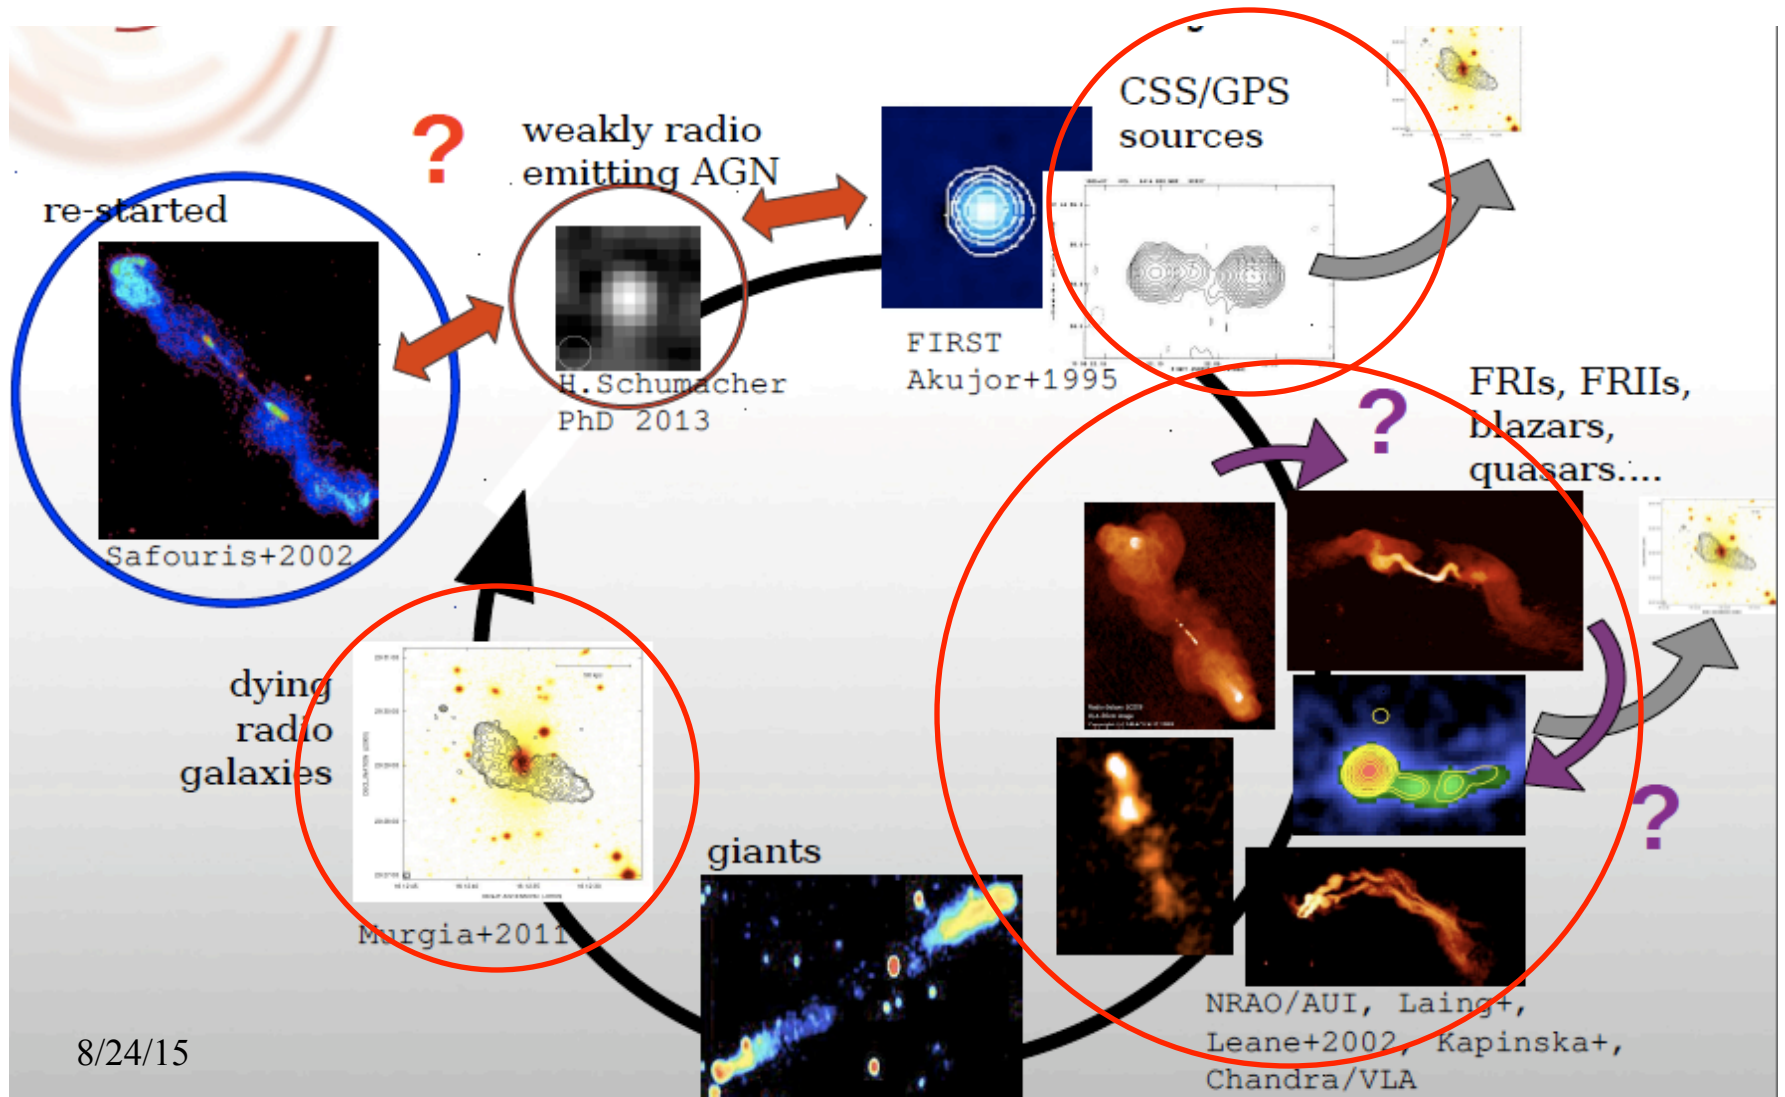 CSS/GPS
sources
?
weakly radio
emitting AGN
re-started
FIRST
Akujor+1995
H.Schumacher
PhD 2013
?
FRIs, FRIIs,
blazars,
quasars....
Safouris+2002
dying
radio
galaxies
?
giants
Murgia+2011
NRAO/AUI, Laing+,
Leane+2002, Kapinska+,
Chandra/VLA
8/24/15